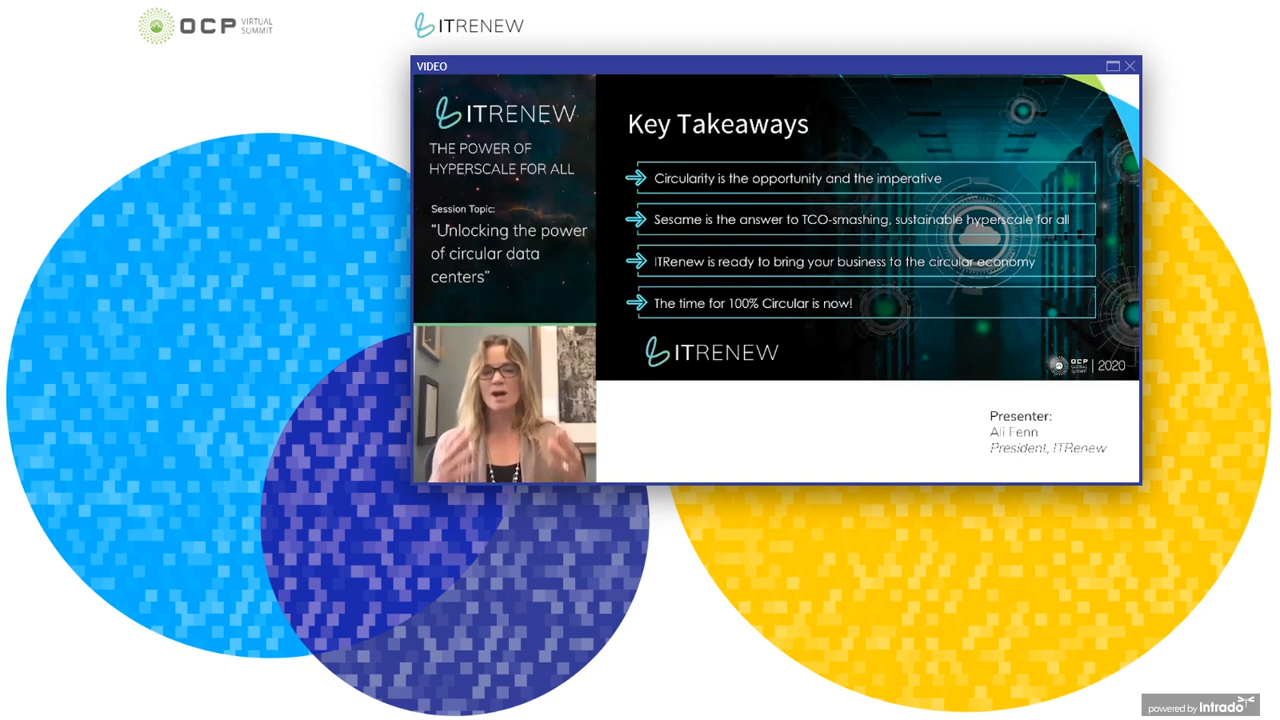 OCP VIRTUAL
SUMMIT
ITRENEW
VIDEO
ITRENEW
THE POWER OF
HYPERSCALE FOR ALL
Session Topic:
“Unlocking the power
of circular data
centers”
Key Takeaways
Circularity is the opportunity and the imperative
Sesame is the answer to TCO-smashing, sustainable hyperscale for all
ITRenew is ready to bring your business to the circular economy
The time for 100% Circular is now!
ITRENEW
OCP
GLOBAL
SUMMIT
| 2020
Presenter:
Ali Fenn
President, ITRenew
powered by Intrado